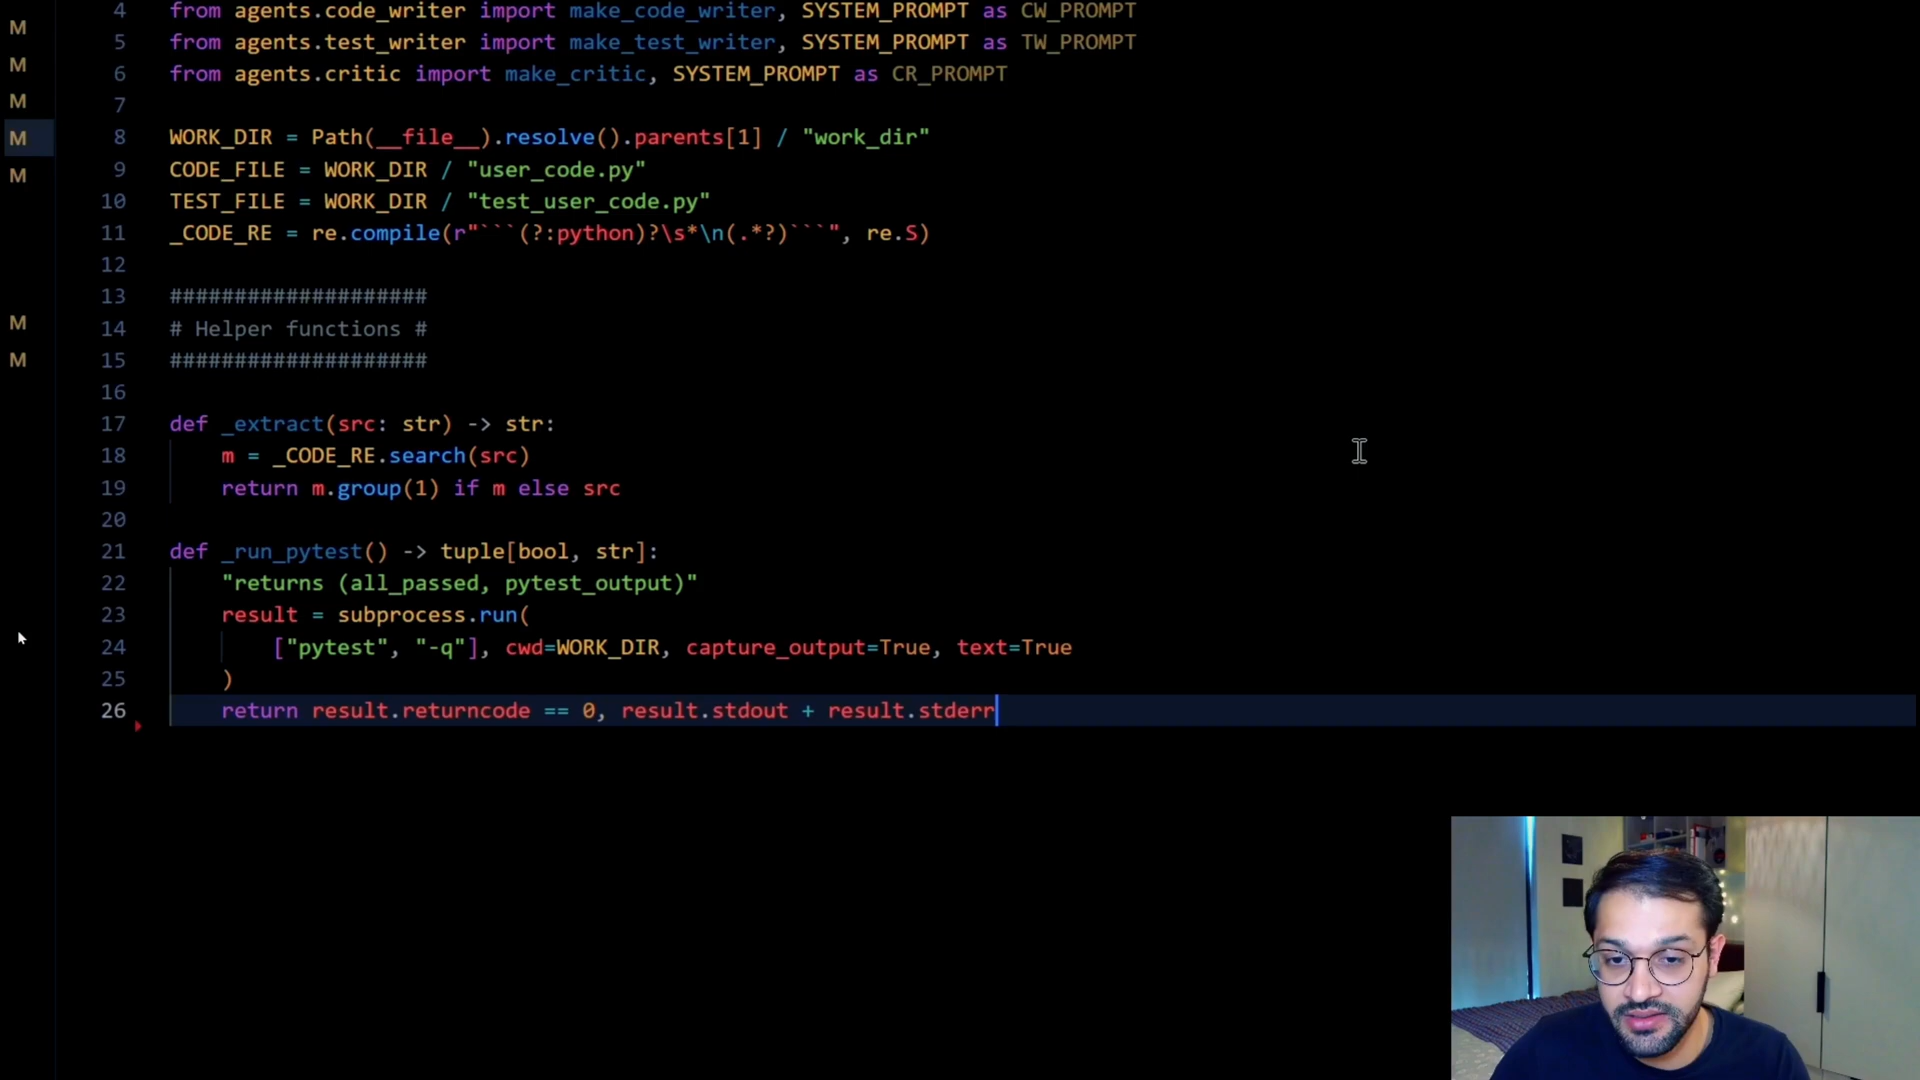 M
M
M
M
M
M
M
4 from agents.code_writer import make_code_writer, SYSTEM_PROMPT as CW_PROMPT
5 from agents.test_writer import make_test_writer, SYSTEM_PROMPT as TW_PROMPT
6 from agents.critic import make_critic, SYSTEM_PROMPT as CR_PROMPT
7
8 WORK_DIR = Path(__file__).resolve().parents[1] / "work_dir"
9 CODE_FILE = WORK_DIR / "user_code.py"
10 TEST_FILE = WORK_DIR / "test_user_code.py"
11 _CODE_RE = re.compile(r"```(?:python)?\s*\n(.*?)```", re.S)
12
13 ####################
14 # Helper functions #
15 ####################
16
17 def _extract(src: str) -> str:
18     m = _CODE_RE.search(src)
19     return m.group(1) if m else src
20
21 def _run_pytest() -> tuple[bool, str]:
22     "returns (all_passed, pytest_output)"
23     result = subprocess.run(
24         ["pytest", "-q"], cwd=WORK_DIR, capture_output=True, text=True
25     )
26     return result.returncode == 0, result.stdout + result.stderr